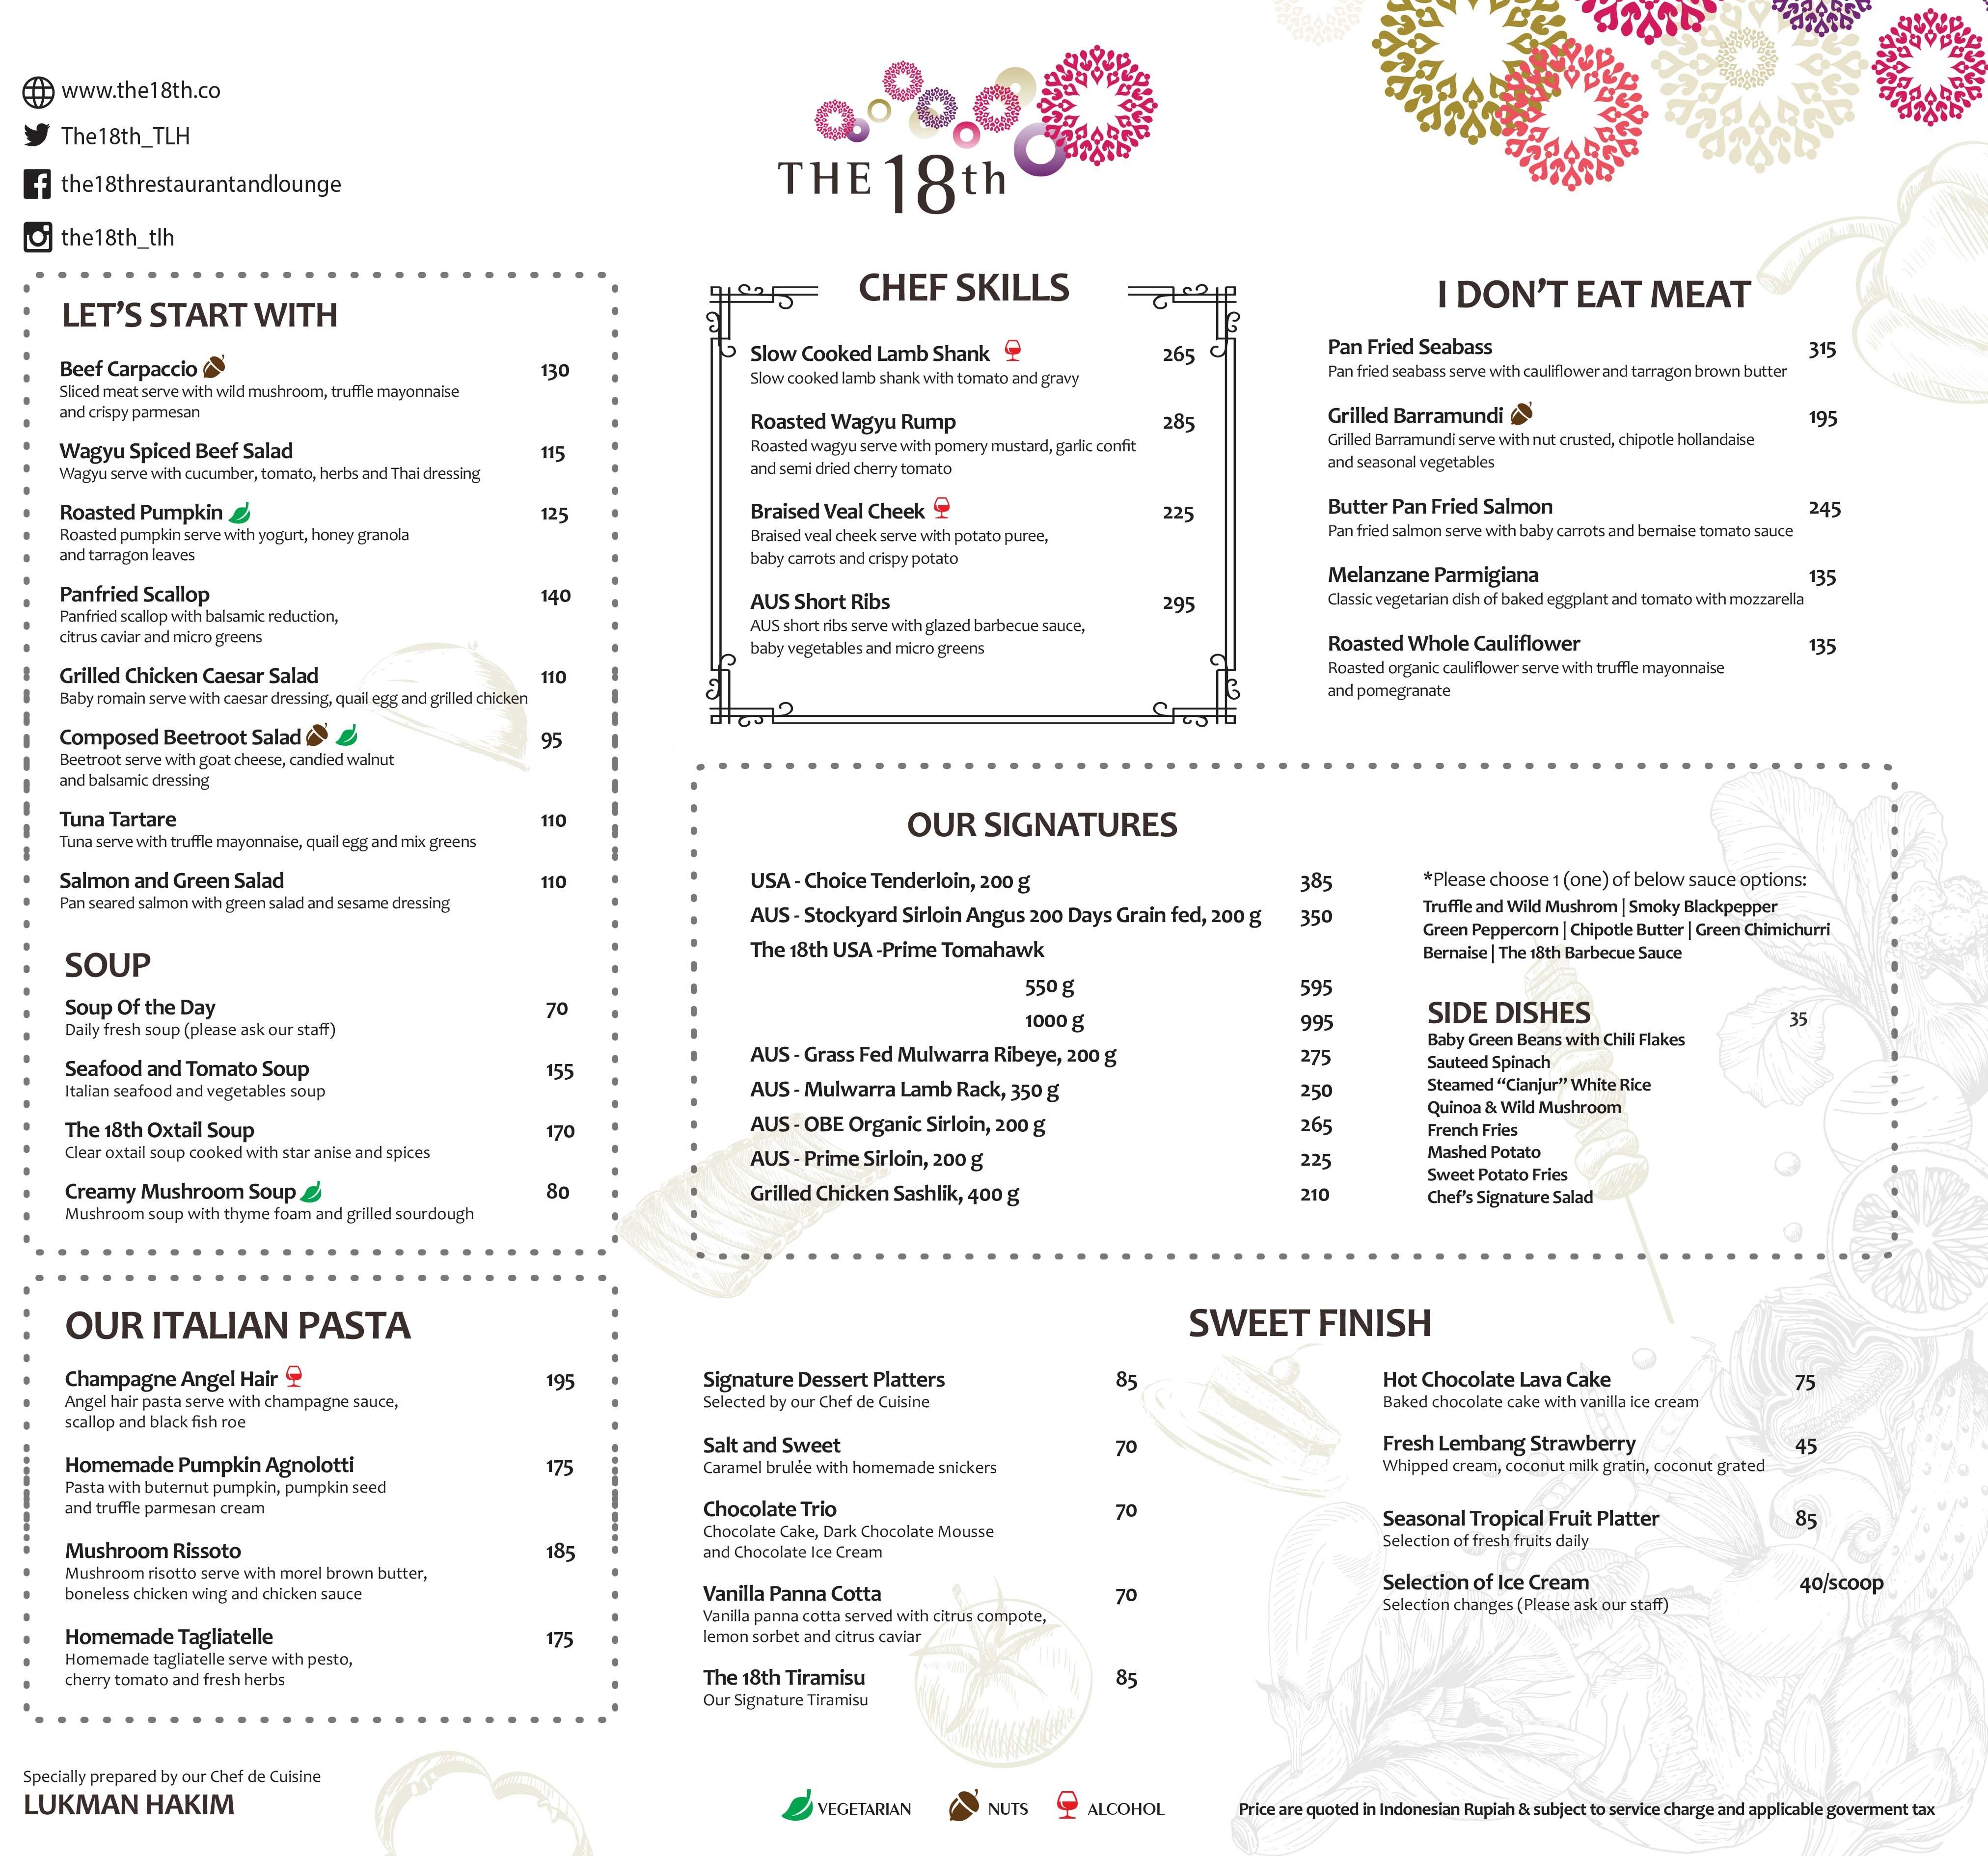 www.the18th.co
The18th_TLH
the18threstaurantandlounge
the18th_tlh
THE 18th
LET'S START WITH
Beef Carpaccio 130
Sliced meat serve with wild mushroom, truffle mayonnaise
and crispy parmesan
Wagyu Spiced Beef Salad 115
Wagyu serve with cucumber, tomato, herbs and Thai dressing
Roasted Pumpkin 125
Roasted pumpkin serve with yogurt, honey granola
and tarragon leaves
Panfried Scallop 140
Panfried scallop with balsamic reduction,
citrus caviar and micro greens
Grilled Chicken Caesar Salad 110
Baby romain serve with caesar dressing, quail egg and grilled chicken
Composed Beetroot Salad 95
Beetroot serve with goat cheese, candied walnut
and balsamic dressing
Tuna Tartare 110
Tuna serve with truffle mayonnaise, quail egg and mix greens
Salmon and Green Salad 110
Pan seared salmon with green salad and sesame dressing
SOUP
Soup Of the Day 70
Daily fresh soup (please ask our staff)
Seafood and Tomato Soup 155
Italian seafood and vegetables soup
The 18th Oxtail Soup 170
Clear oxtail soup cooked with star anise and spices
Creamy Mushroom Soup 80
Mushroom soup with thyme foam and grilled sourdough
OUR ITALIAN PASTA
Champagne Angel Hair 195
Angel hair pasta serve with champagne sauce,
scallop and black fish roe
Homemade Pumpkin Agnolotti 175
Pasta with buternut pumpkin, pumpkin seed
and truffle parmesan cream
Mushroom Rissoto 185
Mushroom risotto serve with morel brown butter,
boneless chicken wing and chicken sauce
Homemade Tagliatelle 175
Homemade tagliatelle serve with pesto,
cherry tomato and fresh herbs
CHEF SKILLS
Slow Cooked Lamb Shank 265
Slow cooked lamb shank with tomato and gravy
Roasted Wagyu Rump 285
Roasted wagyu serve with pomery mustard, garlic confit
and semi dried cherry tomato
Braised Veal Cheek 225
Braised veal cheek serve with potato puree,
baby carrots and crispy potato
AUS Short Ribs 295
AUS short ribs serve with glazed barbecue sauce,
baby vegetables and micro greens
I DON'T EAT MEAT
Pan Fried Seabass 315
Pan fried seabass serve with cauliflower and tarragon brown butter
Grilled Barramundi 195
Grilled Barramundi serve with nut crusted, chipotle hollandaise
and seasonal vegetables
Butter Pan Fried Salmon 245
Pan fried salmon serve with baby carrots and bernaise tomato sauce
Melanzane Parmigiana 135
Classic vegetarian dish of baked eggplant and tomato with mozzarella
Roasted Whole Cauliflower 135
Roasted organic cauliflower serve with truffle mayonnaise
and pomegranate
OUR SIGNATURES
USA - Choice Tenderloin, 200 g 385
AUS - Stockyard Sirloin Angus 200 Days Grain fed, 200 g 350
The 18th USA -Prime Tomahawk
550 g 595
1000 g 995
AUS - Grass Fed Mulwarra Ribeye, 200 g 275
AUS - Mulwarra Lamb Rack, 350 g 250
AUS - OBE Organic Sirloin, 200 g 265
AUS - Prime Sirloin, 200 g 225
Grilled Chicken Sashlik, 400 g 210
*Please choose 1 (one) of below sauce options:
Truffle and Wild Mushrom | Smoky Blackpepper
Green Peppercorn | Chipotle Butter | Green Chimichurri
Bernaise | The 18th Barbecue Sauce
SIDE DISHES 35
Baby Green Beans with Chili Flakes
Sauteed Spinach
Steamed “Cianjur” White Rice
Quinoa & Wild Mushroom
French Fries
Mashed Potato
Sweet Potato Fries
Chef's Signature Salad
SWEET FINISH
Signature Dessert Platters 85
Selected by our Chef de Cuisine
Salt and Sweet 70
Caramel brulée with homemade snickers
Chocolate Trio 70
Chocolate Cake, Dark Chocolate Mousse
and Chocolate Ice Cream
Vanilla Panna Cotta 70
Vanilla panna cotta served with citrus compote,
lemon sorbet and citrus caviar
The 18th Tiramisu 85
Our Signature Tiramisu
Hot Chocolate Lava Cake 75
Baked chocolate cake with vanilla ice cream
Fresh Lembang Strawberry 45
Whipped cream, coconut milk gratin, coconut grated
Seasonal Tropical Fruit Platter 85
Selection of fresh fruits daily
Selection of Ice Cream 40/scoop
Selection changes (Please ask our staff)
Specially prepared by our Chef de Cuisine
LUKMAN HAKIM
VEGETARIAN NUTS ALCOHOL
Price are quoted in Indonesian Rupiah & subject to service charge and applicable goverment tax